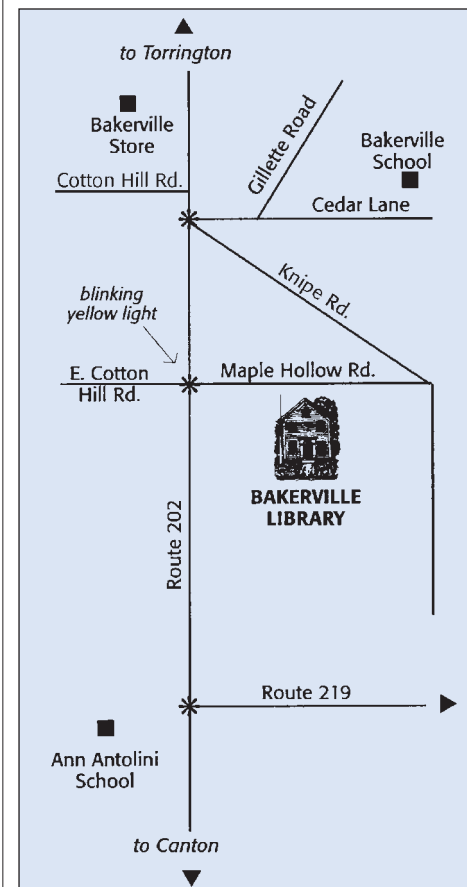 to Torrington
Bakerville
Store
Gillette Road
Bakerville
School
Cotton Hill Rd.
Cedar Lane
Knipe Rd.
blinking
yellow light
E. Cotton
Hill Rd.
Maple Hollow Rd.
BAKERVILLE
LIBRARY
Route 202
Route 219
Ann Antolini
School
to Canton